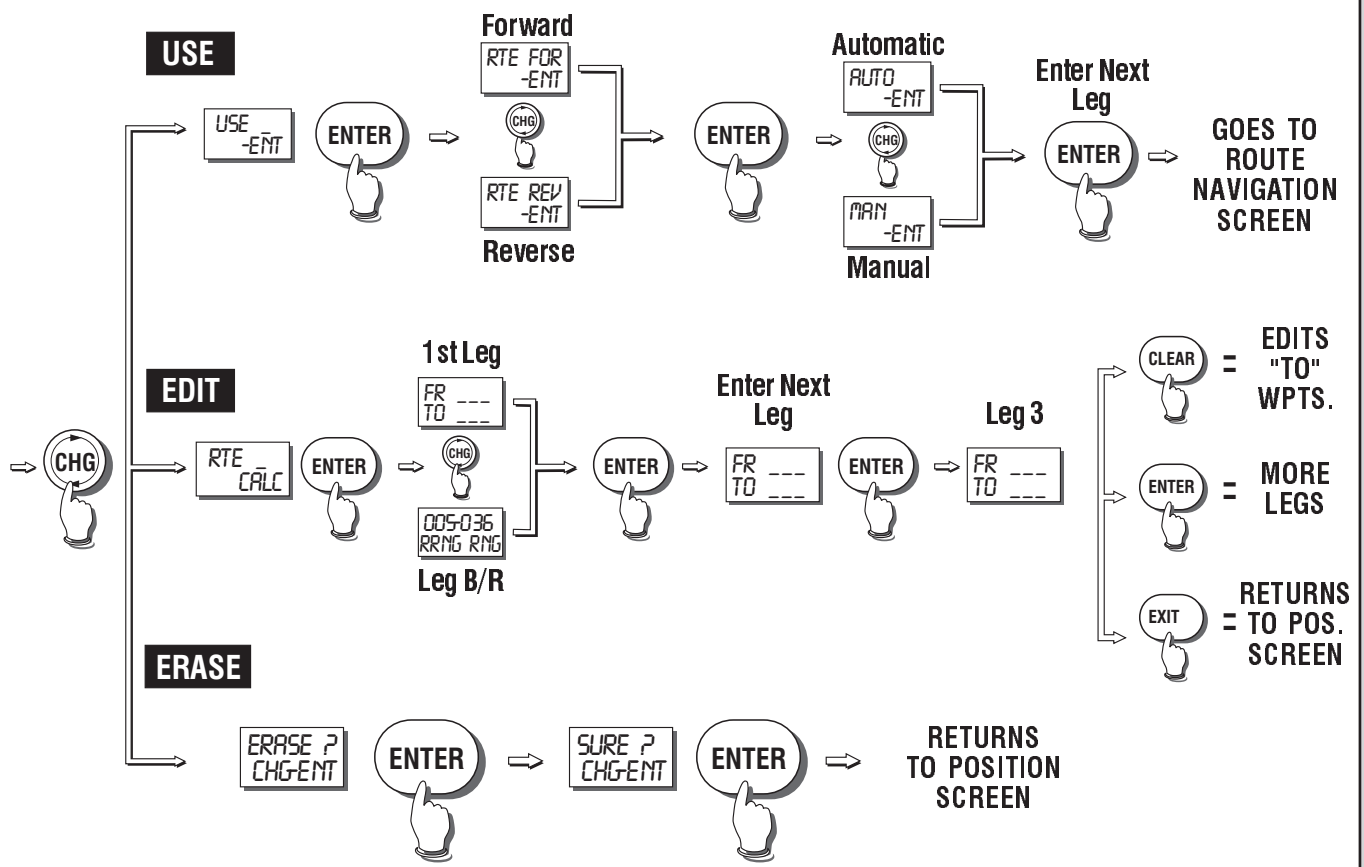 USE
Forward
RTE FOR
-ENT
Automatic
AUTO
-ENT
Enter Next
Leg
USE
-ENT
ENTER
CHG
ENTER
CHG
ENTER
GOES TO
ROUTE
NAVIGATION
SCREEN
RTE REV
-ENT
Reverse
MAN
-ENT
Manual
EDIT
1st Leg
FR ___
TO ___
Enter Next
Leg
Leg 3
CLEAR
=
EDITS
"TO"
WPTS.
CHG
RTE
CALC
ENTER
CHG
ENTER
FR ___
TO ___
ENTER
FR ___
TO ___
ENTER
=
MORE
LEGS
005-036
RRNG RNG
Leg B/R
EXIT
=
RETURNS
TO POS.
SCREEN
ERASE
ERASE ?
CHG-ENT
ENTER
SURE ?
CHG-ENT
ENTER
RETURNS
TO POSITION
SCREEN